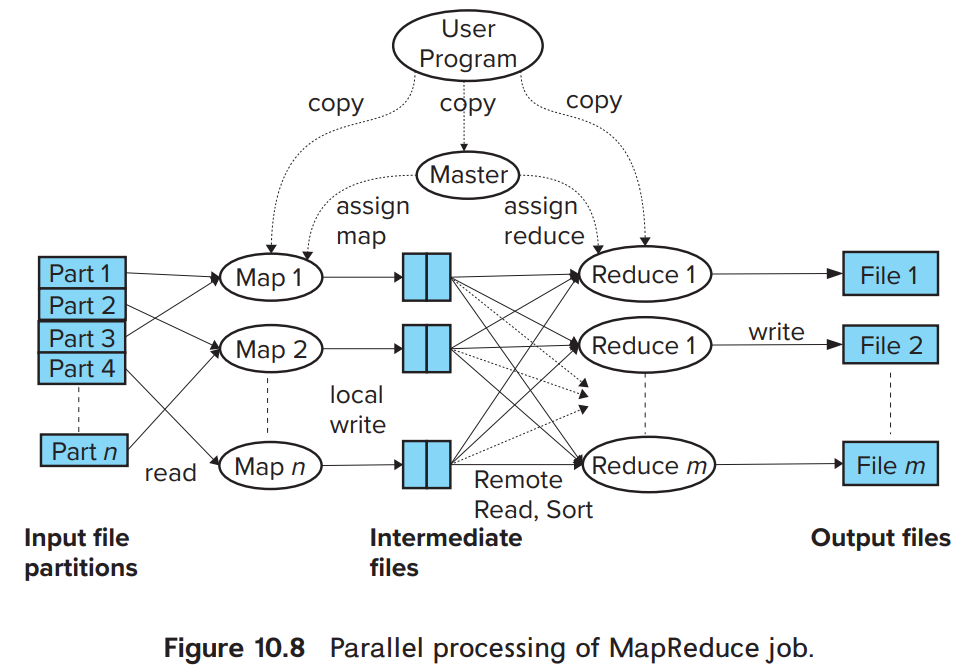 User
Program
copy
copy
copy
Master
assign
map
assign
reduce
Part 1
Part 2
Part 3
Part 4
Part n
read
Map 1
Map 2
Map n
local
write
Remote
Read, Sort
Reduce 1
Reduce 1
Reduce m
write
File 1
File 2
File m
Input file
partitions
Intermediate
files
Output files
Figure 10.8 Parallel processing of MapReduce job.